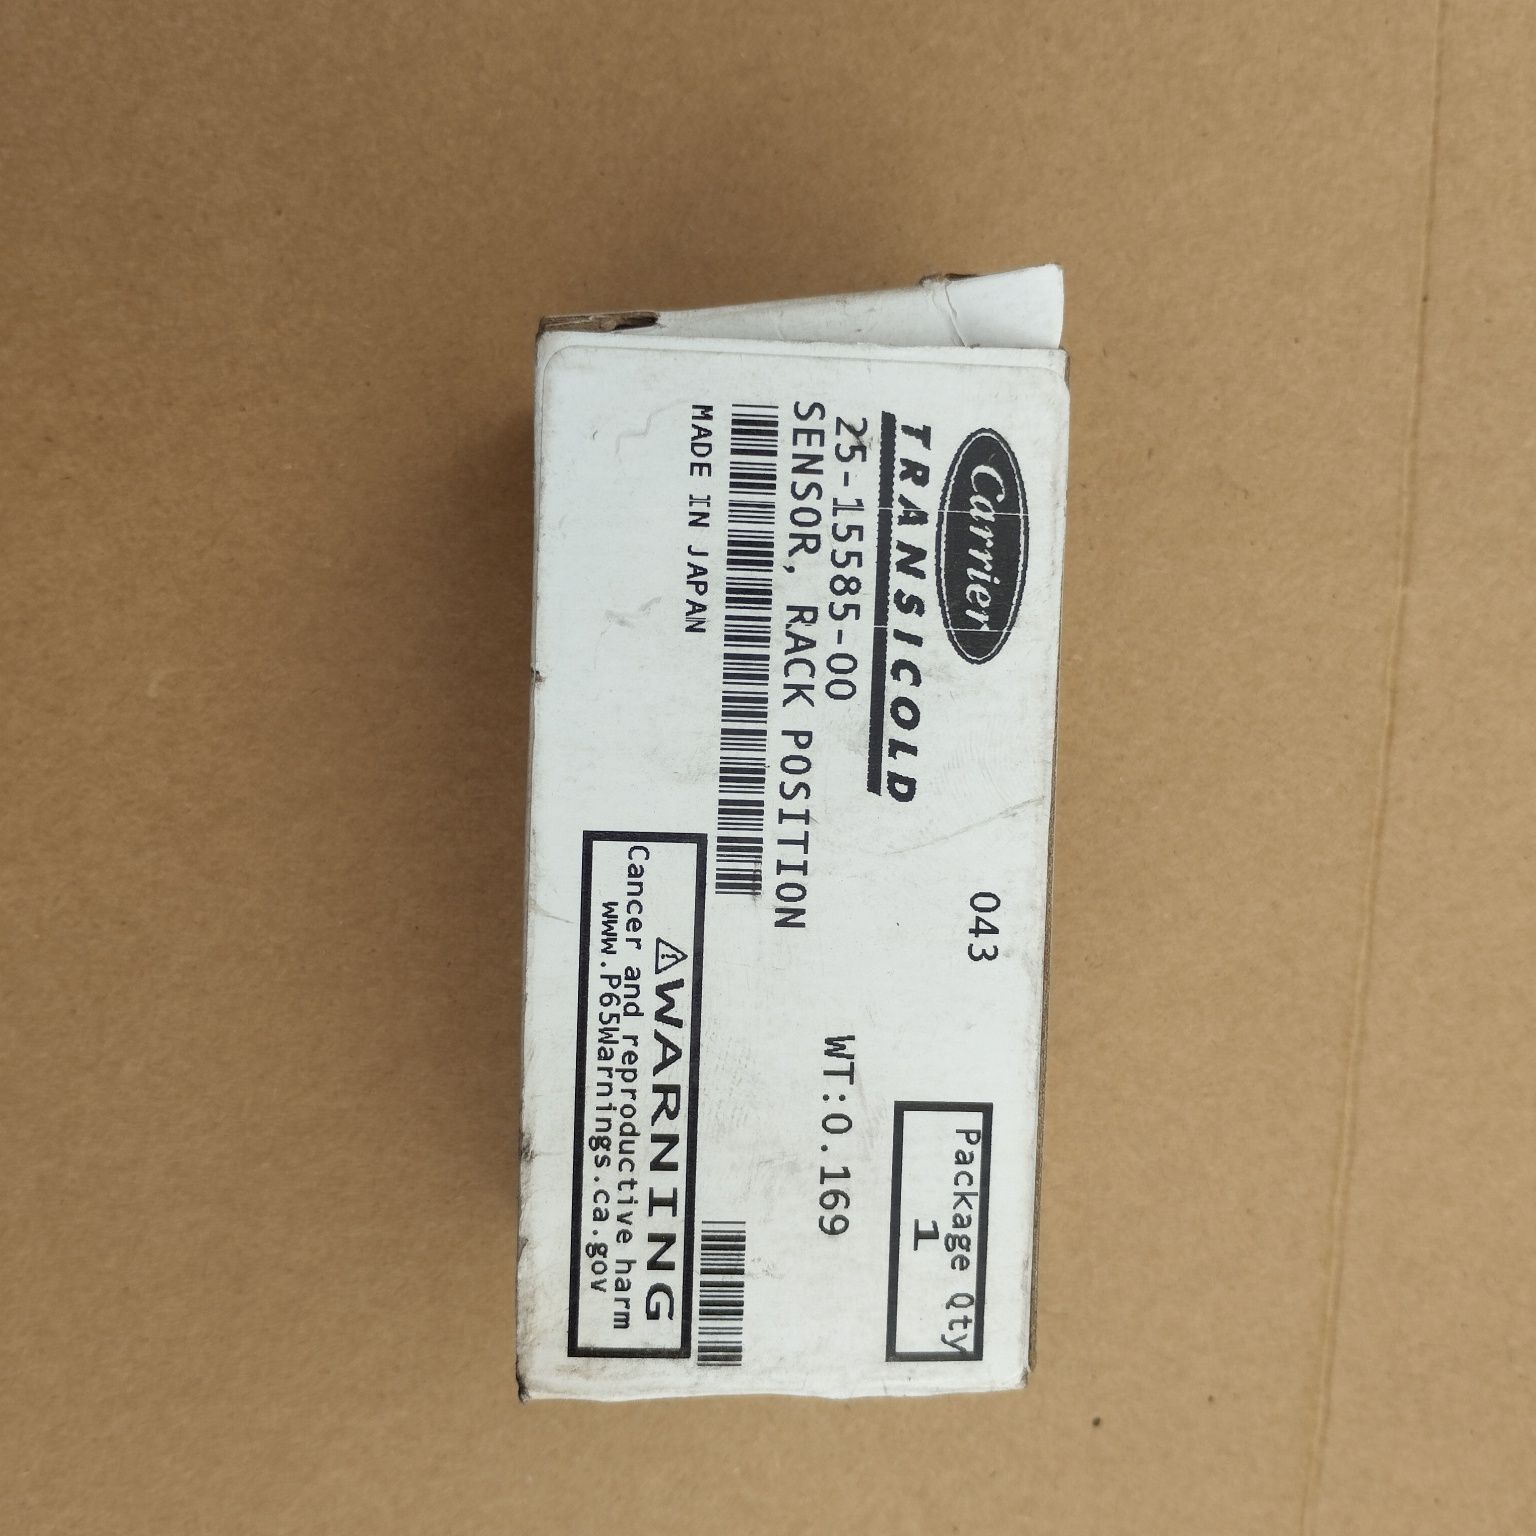 Carrier
TRANSICOLD
043
Package Qty
1
25-15585-00
WT:0.169
SENSOR, RACK POSITION
MADE IN JAPAN
⚠WARNING
Cancer and reproductive harm
www.P65Warnings.ca.gov